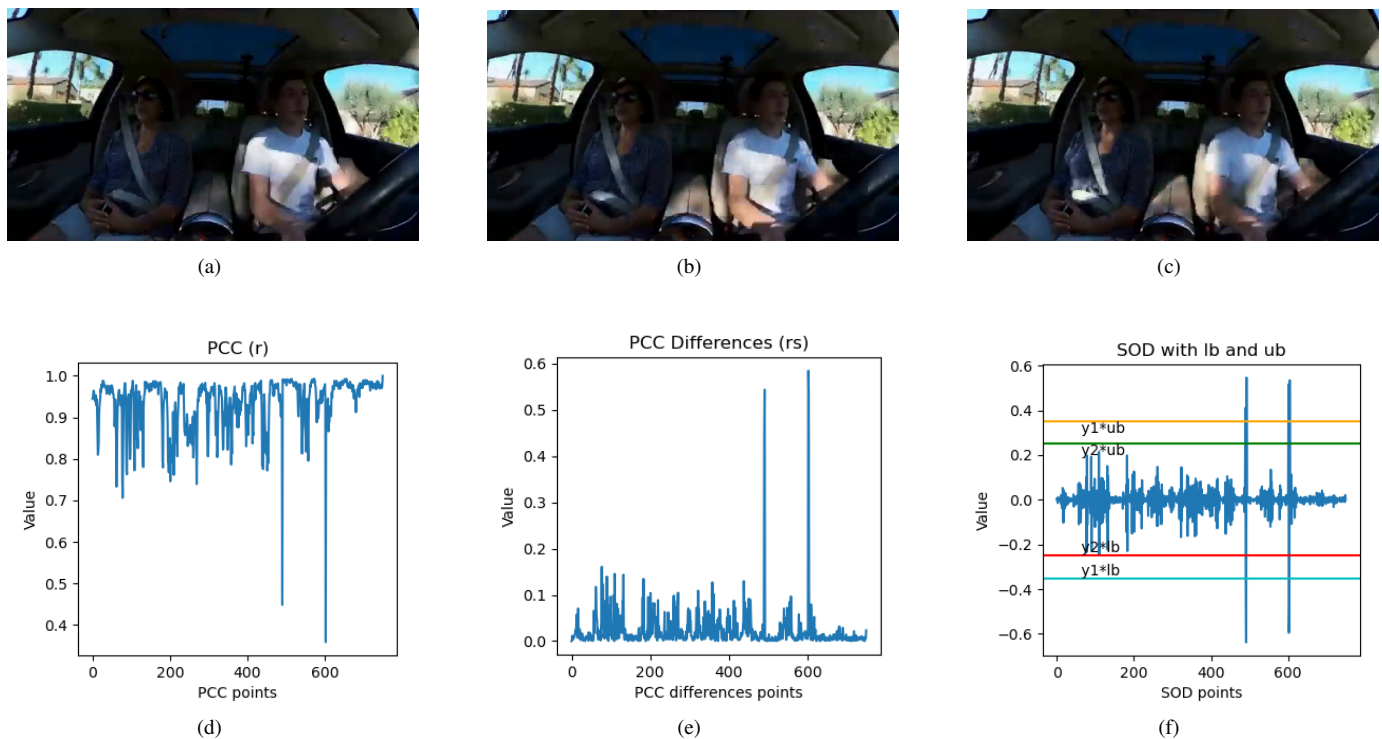 (a)
(b)
(c)
PCC (r)
1.0
0.9
0.8
0.7
0.6
0.5
0.4
Value
0 200 400 600
PCC points
(d)
PCC Differences (rs)
0.6
0.5
0.4
0.3
0.2
0.1
0.0
Value
0 200 400 600
PCC differences points
(e)
SOD with lb and ub
0.6
0.4
0.2
0.0
−0.2
−0.4
−0.6
Value
y1*ub
y2*ub
y2*lb
y1*lb
0 200 400 600
SOD points
(f)